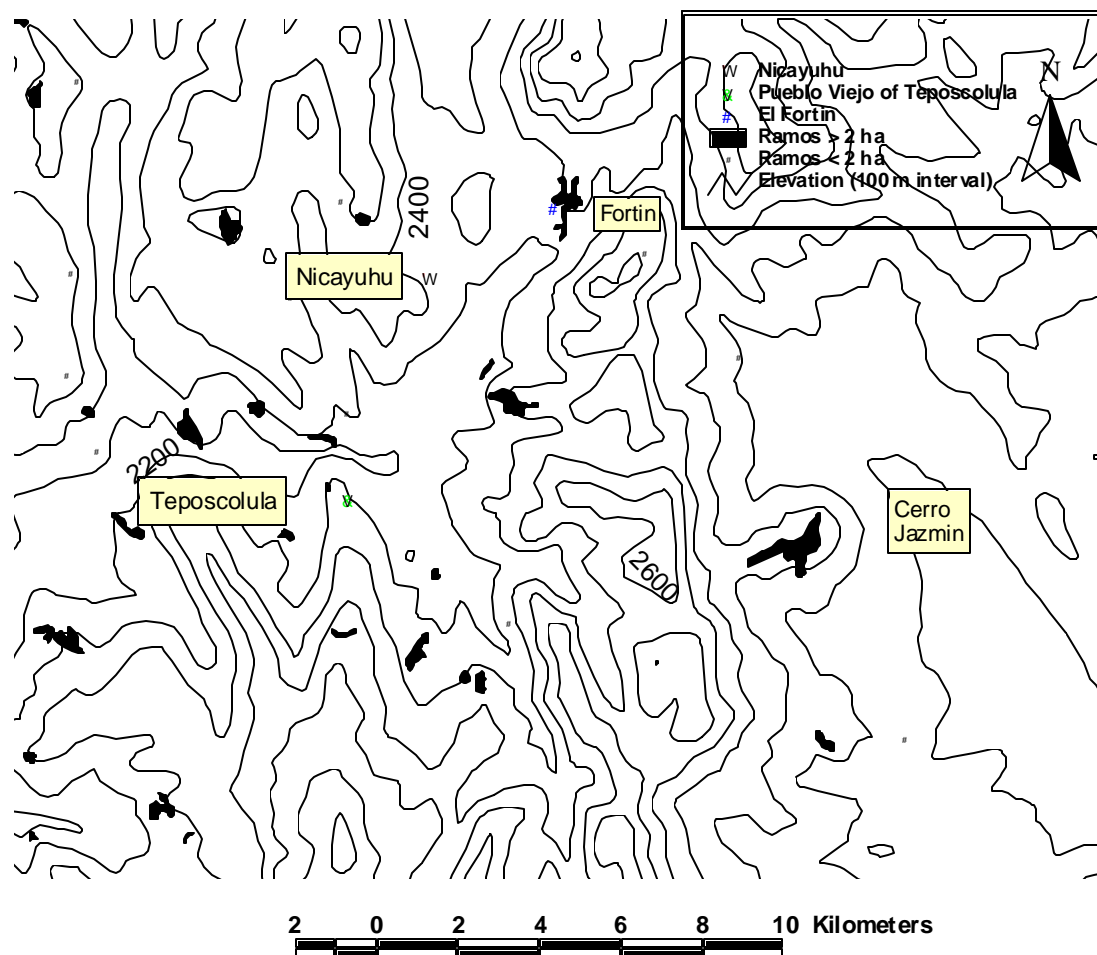 N
W Nicayuhu
a Pueblo Viejo of Teposcolula
# El Fortin
Ramos > 2 ha
# Ramos < 2 ha
Elevation (100 m interval)
2400
Fortin
#
Nicayuhu
W
2200
Teposcolula
a
Cerro
Jazmin
2600
2 0 2 4 6 8 10 Kilometers